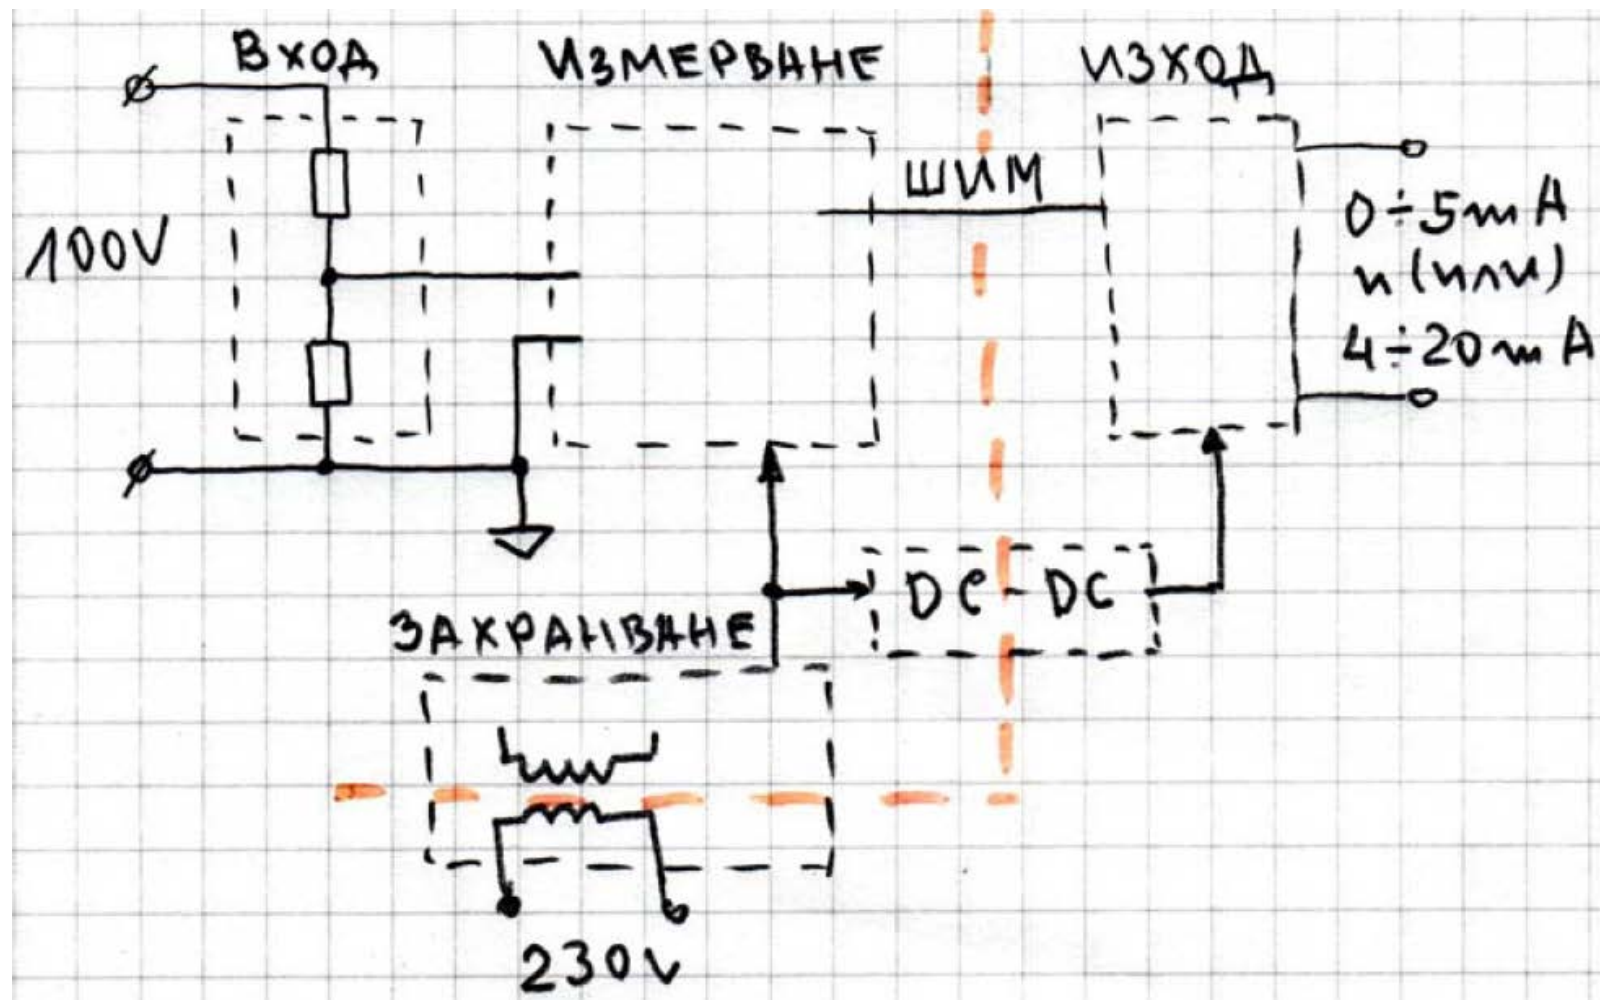 ВХОД
ИЗМЕРВАНЕ
ИЗХОД
ШИМ
100V
0÷5mA
и (или)
4÷20mA
DC-DC
ЗАХРАНВАНЕ
230V